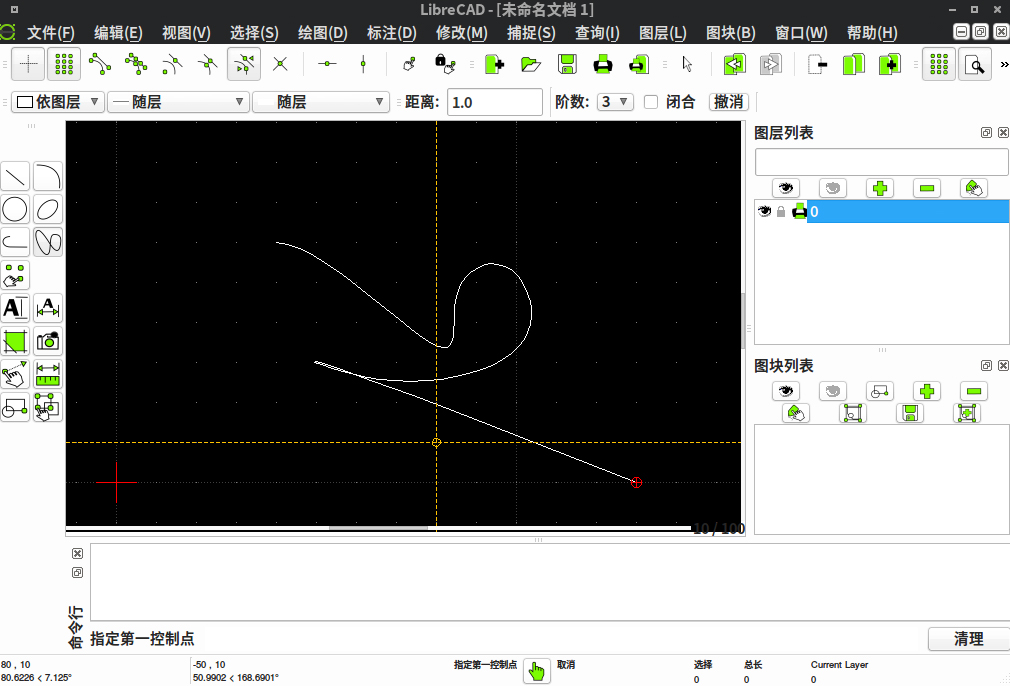 LibreCAD - [未命名文档 1]
文件(F) 编辑(E) 视图(V) 选择(S) 绘图(D) 标注(D) 修改(M) 捕捉(S) 查询(I) 图层(L) 图块(B) 窗口(W) 帮助(H)
»
依图层 随层 随层 距离: 1.0 阶数: 3 闭合 撤消
图层列表
0
图块列表
10 / 100
命令行
指定第一控制点 清理
80 , 10 -50 , 10 指定第一控制点 取消 选择 总长 Current Layer
80.6226 < 7.125° 50.9902 < 168.6901° 0 0 0